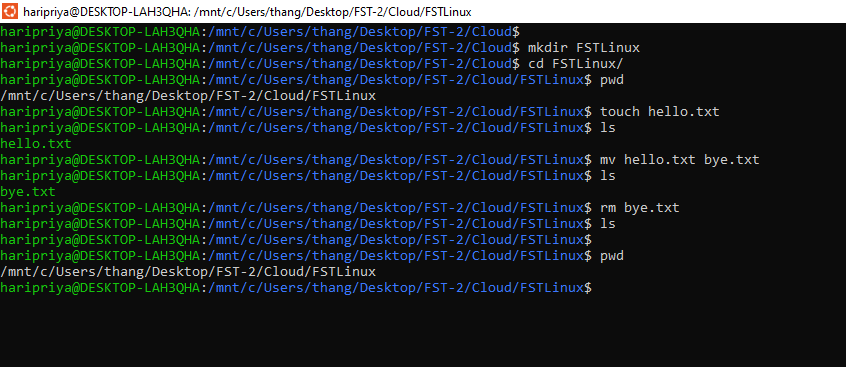 haripriya@DESKTOP-LAH3QHA: /mnt/c/Users/thang/Desktop/FST-2/Cloud/FSTLinux
haripriya@DESKTOP-LAH3QHA:/mnt/c/Users/thang/Desktop/FST-2/Cloud$
haripriya@DESKTOP-LAH3QHA:/mnt/c/Users/thang/Desktop/FST-2/Cloud$ mkdir FSTLinux
haripriya@DESKTOP-LAH3QHA:/mnt/c/Users/thang/Desktop/FST-2/Cloud$ cd FSTLinux/
haripriya@DESKTOP-LAH3QHA:/mnt/c/Users/thang/Desktop/FST-2/Cloud/FSTLinux$ pwd
/mnt/c/Users/thang/Desktop/FST-2/Cloud/FSTLinux
haripriya@DESKTOP-LAH3QHA:/mnt/c/Users/thang/Desktop/FST-2/Cloud/FSTLinux$ touch hello.txt
haripriya@DESKTOP-LAH3QHA:/mnt/c/Users/thang/Desktop/FST-2/Cloud/FSTLinux$ ls
hello.txt
haripriya@DESKTOP-LAH3QHA:/mnt/c/Users/thang/Desktop/FST-2/Cloud/FSTLinux$ mv hello.txt bye.txt
haripriya@DESKTOP-LAH3QHA:/mnt/c/Users/thang/Desktop/FST-2/Cloud/FSTLinux$ ls
bye.txt
haripriya@DESKTOP-LAH3QHA:/mnt/c/Users/thang/Desktop/FST-2/Cloud/FSTLinux$ rm bye.txt
haripriya@DESKTOP-LAH3QHA:/mnt/c/Users/thang/Desktop/FST-2/Cloud/FSTLinux$ ls
haripriya@DESKTOP-LAH3QHA:/mnt/c/Users/thang/Desktop/FST-2/Cloud/FSTLinux$
haripriya@DESKTOP-LAH3QHA:/mnt/c/Users/thang/Desktop/FST-2/Cloud/FSTLinux$ pwd
/mnt/c/Users/thang/Desktop/FST-2/Cloud/FSTLinux
haripriya@DESKTOP-LAH3QHA:/mnt/c/Users/thang/Desktop/FST-2/Cloud/FSTLinux$